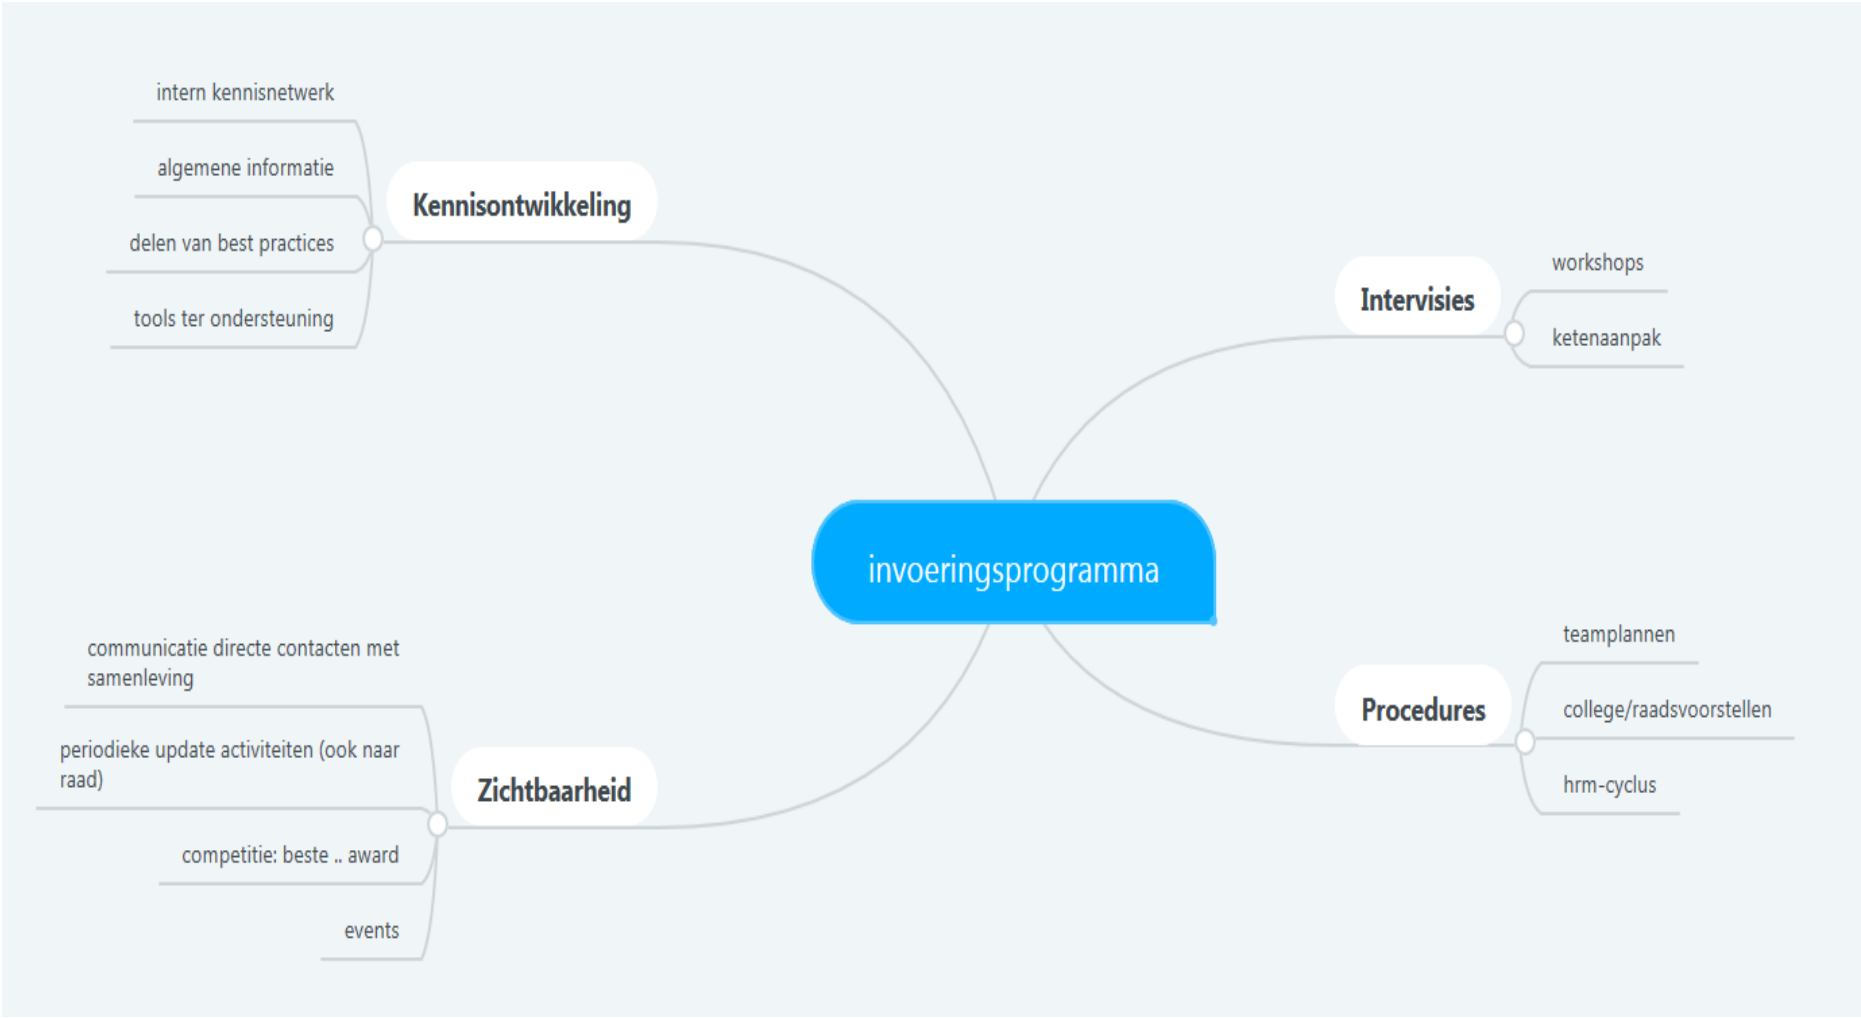 intern kennisnetwerk
algemene informatie
delen van best practices
tools ter ondersteuning
Kennisontwikkeling
Intervisies
workshops
ketenaanpak
invoeringsprogramma
communicatie directe contacten met
samenleving
periodieke update activiteiten (ook naar
raad)
competitie: beste .. award
events
Zichtbaarheid
Procedures
teamplannen
college/raadsvoorstellen
hrm-cyclus